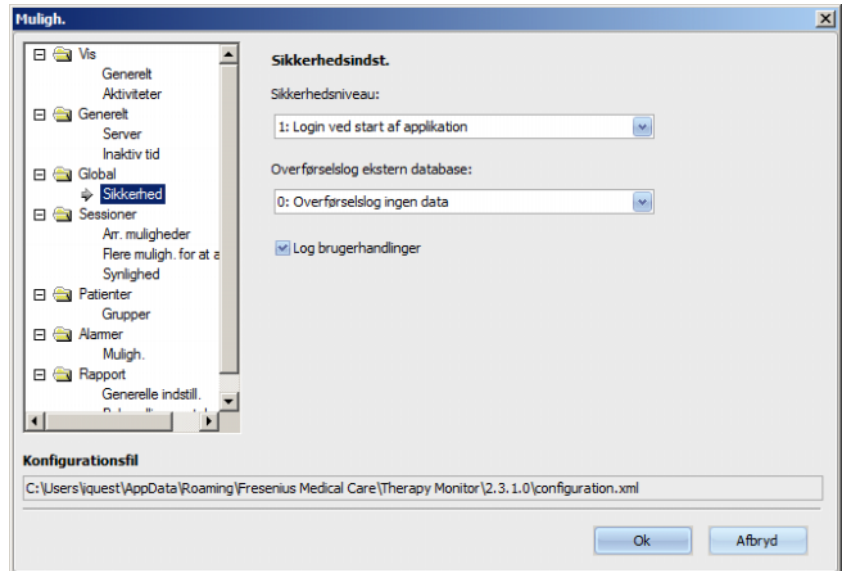 Muligh.
Vis
Generelt
Aktiviteter
Generelt
Server
Inaktiv tid
Global
Sikkerhed
Sessioner
Arr. muligheder
Flere muligh. for at a
Synlighed
Patienter
Grupper
Alarmer
Muligh.
Rapport
Generelle indstill.
Sikkerhedsindst.
Sikkerhedsniveau:
1: Login ved start af applikation
Overførselslog ekstern database:
0: Overførselslog ingen data
Log brugerhandlinger
Konfigurationsfil
C:\Users\iquest\AppData\Roaming\Fresenius Medical Care\Therapy Monitor\2.3.1.0\configuration.xml
Ok Afbryd